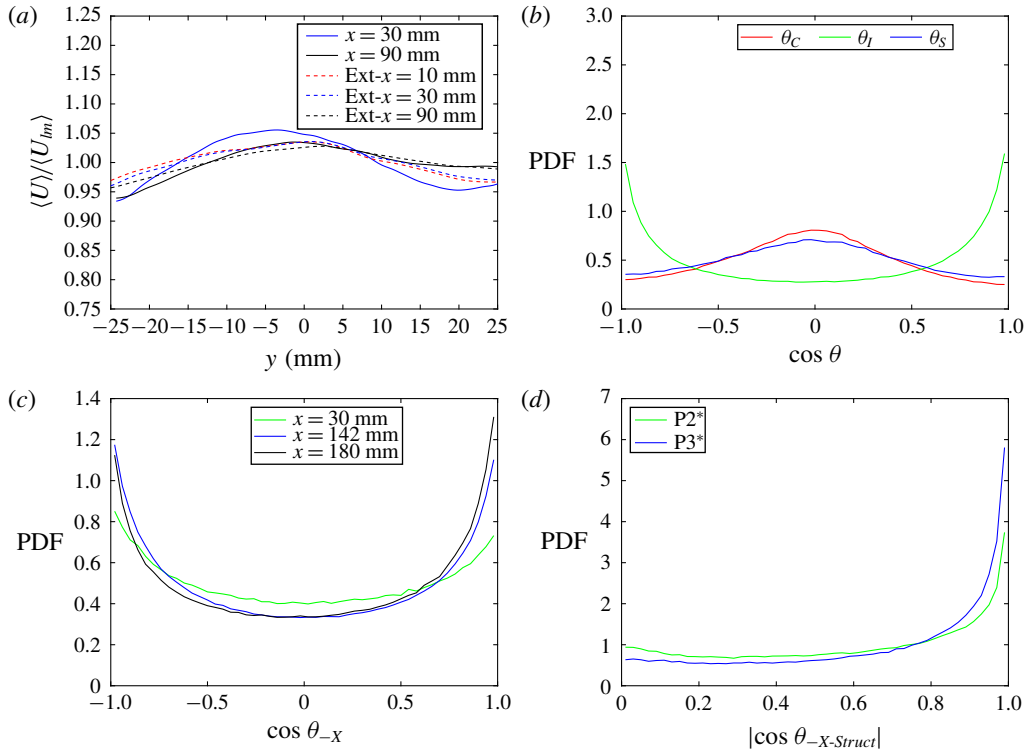 (a)
1.25
1.20
1.15
1.10
1.05
1.00
0.95
0.90
0.85
0.80
0.75
⟨U⟩/⟨U_lm⟩
x = 30 mm
x = 90 mm
Ext-x = 10 mm
Ext-x = 30 mm
Ext-x = 90 mm
−25 −20 −15 −10 −5 0 5 10 15 20 25
y (mm)
(b)
3.0
2.5
2.0
1.5
1.0
0.5
0
PDF
θ_C θ_I θ_S
−1.0 −0.5 0 0.5 1.0
cos θ
(c)
1.4
1.2
1.0
0.8
0.6
0.4
0.2
0
PDF
x = 30 mm
x = 142 mm
x = 180 mm
−1.0 −0.5 0 0.5 1.0
cos θ_−X
(d)
7
6
5
4
3
2
1
0
PDF
P2*
P3*
0 0.2 0.4 0.6 0.8 1.0
|cos θ_−X-Struct|